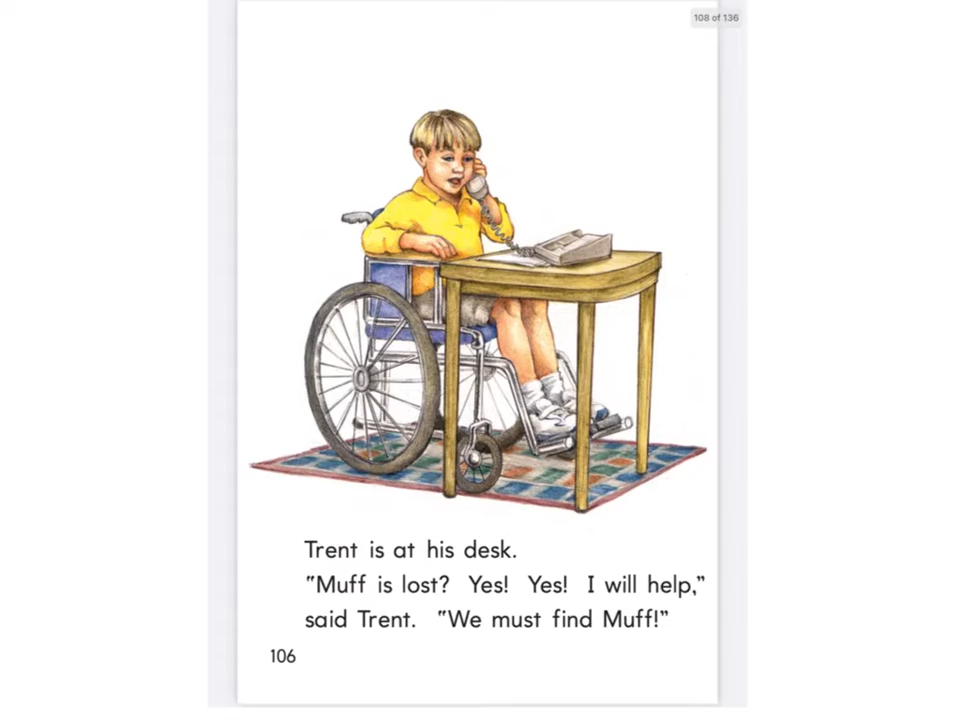 108 of 136
Trent is at his desk.
"Muff is lost?  Yes!  Yes!  I will help,"
said Trent.  "We must find Muff!"
106